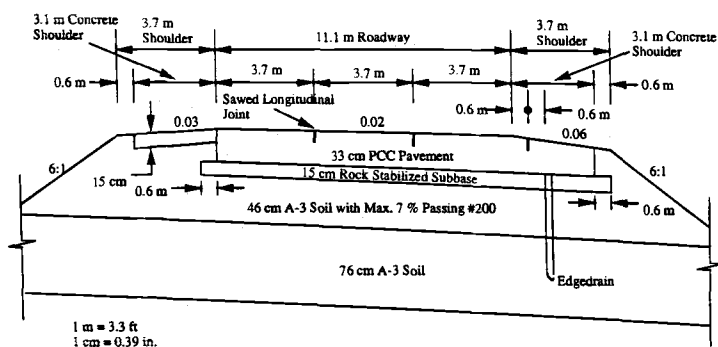 3.1 m Concrete
Shoulder
3.7 m
Shoulder
11.1 m Roadway
3.7 m
Shoulder
3.1 m Concrete
Shoulder
0.6 m
3.7 m
3.7 m
3.7 m
0.6 m
Sawed Longitudinal
Joint
0.6 m
0.6 m
0.03
0.02
0.06
6:1
15 cm
33 cm PCC Pavement
6:1
0.6 m
15 cm Rock Stabilized Subbase
0.6 m
46 cm A-3 Soil with Max. 7 % Passing #200
76 cm A-3 Soil
Edgedrain
1 m = 3.3 ft
1 cm = 0.39 in.